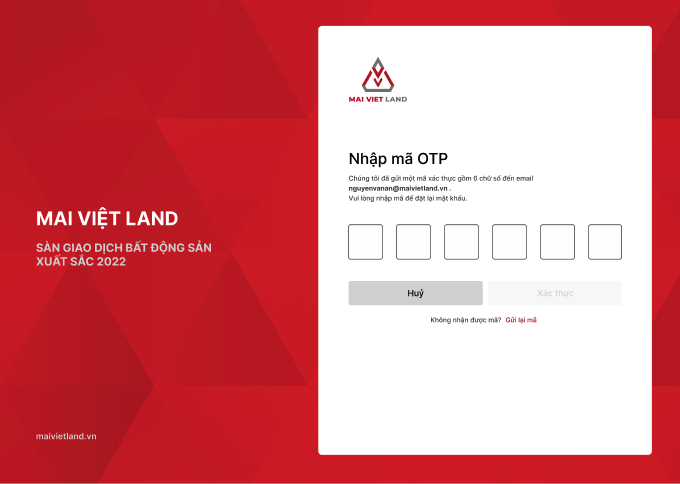 MAI VIỆT LAND
SÀN GIAO DỊCH BẤT ĐỘNG SẢN
XUẤT SẮC 2022
maivietland.vn
MAI VIET LAND
Nhập mã OTP
Chúng tôi đã gửi một mã xác thực gồm 6 chữ số đến email
nguyenvanan@maivietland.vn .
Vui lòng nhập mã để đặt lại mật khẩu.
Huỷ
Xác thực
Không nhận được mã? Gửi lại mã